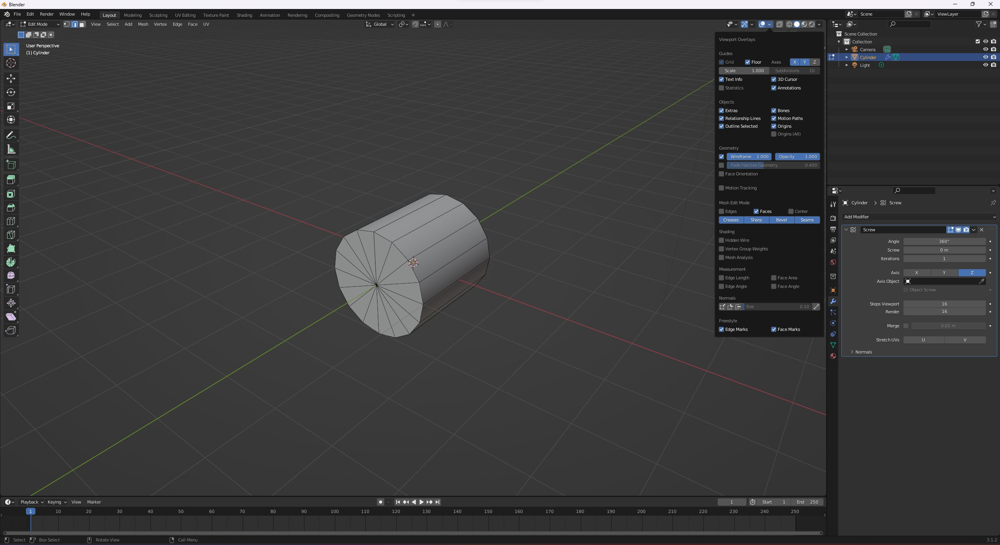 Blender
File Edit Render Window Help Layout Modeling Sculpting UV Editing Texture Paint Shading Animation Rendering Compositing Geometry Nodes Scripting + Scene ViewLayer
Edit Mode View Select Add Mesh Vertex Edge Face UV Global
User Perspective
(1) Cylinder
Viewport Overlays
Guides
Grid Floor Axes X Y Z
Scale 1.000 Subdivisions 10
Text Info 3D Cursor
Statistics Annotations
Objects
Extras Bones
Relationship Lines Motion Paths
Outline Selected Origins
Origins (All)
Geometry
Wireframe 1.000 Opacity 1.000
Fade Inactive Geometry 0.400
Face Orientation
Motion Tracking
Mesh Edit Mode
Edges Faces Center
Creases Sharp Bevel Seams
Shading
Hidden Wire
Vertex Group Weights
Mesh Analysis
Measurement
Edge Length Face Area
Edge Angle Face Angle
Normals
Size 0.10
Freestyle
Edge Marks Face Marks
Scene Collection
Collection
Camera
Cylinder
Light
Cylinder > Screw
Add Modifier
Screw
Angle 360°
Screw 0 m
Iterations 1
Axis X Y Z
Axis Object
Object Screw
Steps Viewport 16
Render 16
Merge 0.01 m
Stretch UVs U V
Normals
Playback Keying View Marker 1 Start 1 End 250
1 10 20 30 40 50 60 70 80 90 100 110 120 130 140 150 160 170 180 190 200 210 220 230 240 250
Select Box Select Rotate View Call Menu 3.1.2